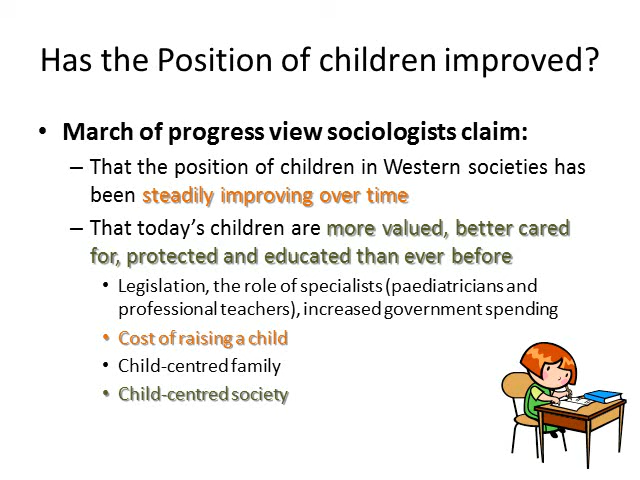 Has the Position of children improved?
• March of progress view sociologists claim:
– That the position of children in Western societies has
been steadily improving over time
– That today's children are more valued, better cared
for, protected and educated than ever before
• Legislation, the role of specialists (paediatricians and
professional teachers), increased government spending
• Cost of raising a child
• Child-centred family
• Child-centred society